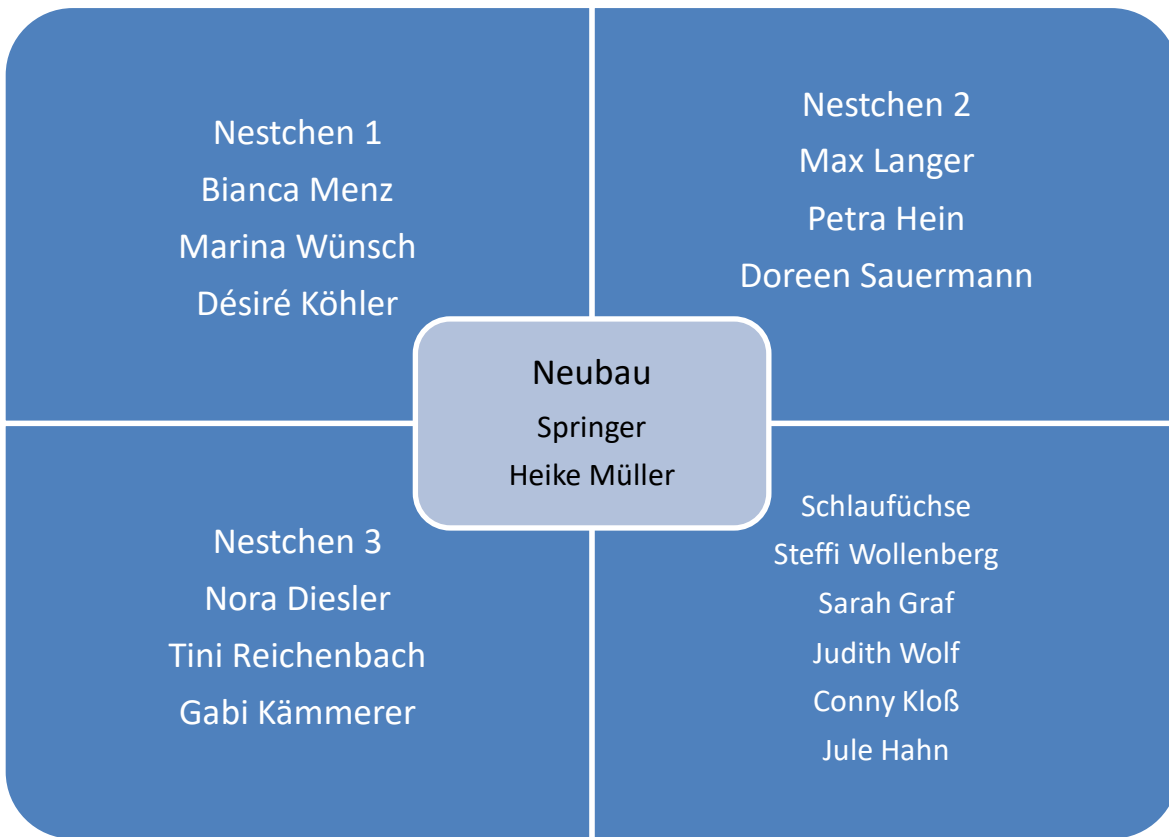 Nestchen 1
Bianca Menz
Marina Wünsch
Désiré Köhler
Nestchen 2
Max Langer
Petra Hein
Doreen Sauermann
Neubau
Springer
Heike Müller
Nestchen 3
Nora Diesler
Tini Reichenbach
Gabi Kämmerer
Schlaufüchse
Steffi Wollenberg
Sarah Graf
Judith Wolf
Conny Kloß
Jule Hahn